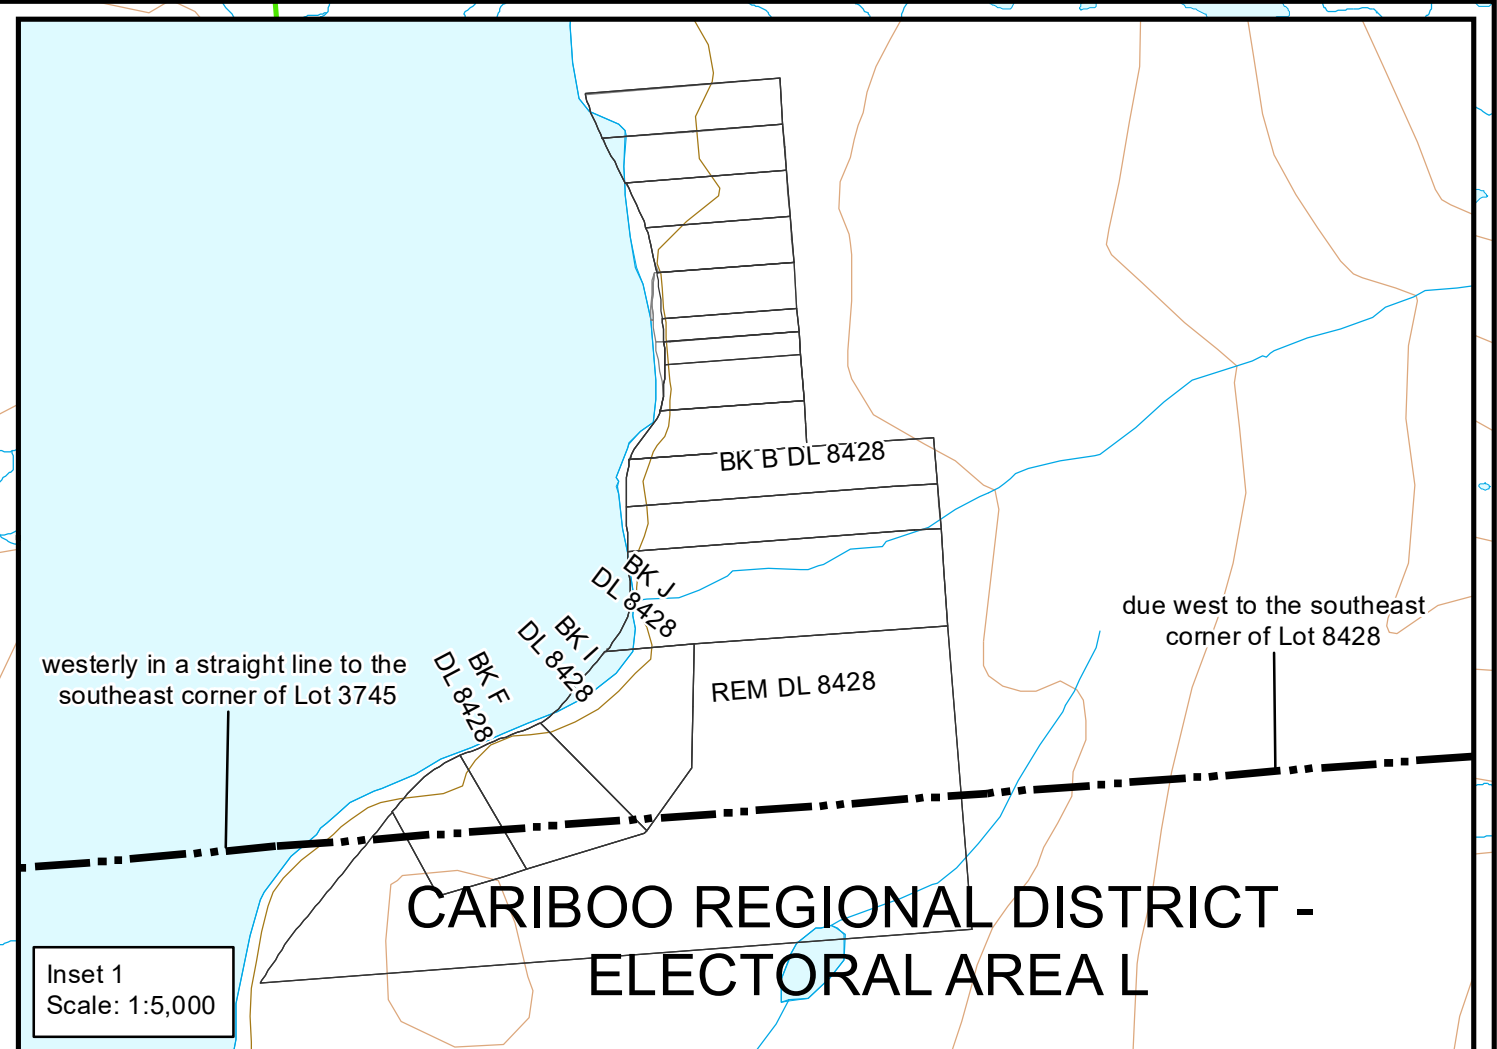 BK B DL 8428
BK J
DL 8428
BK I
DL 8428
BK F
DL 8428
due west to the southeast
corner of Lot 8428
westerly in a straight line to the
southeast corner of Lot 3745
REM DL 8428
CARIBOO REGIONAL DISTRICT -
ELECTORAL AREA L
Inset 1
Scale: 1:5,000